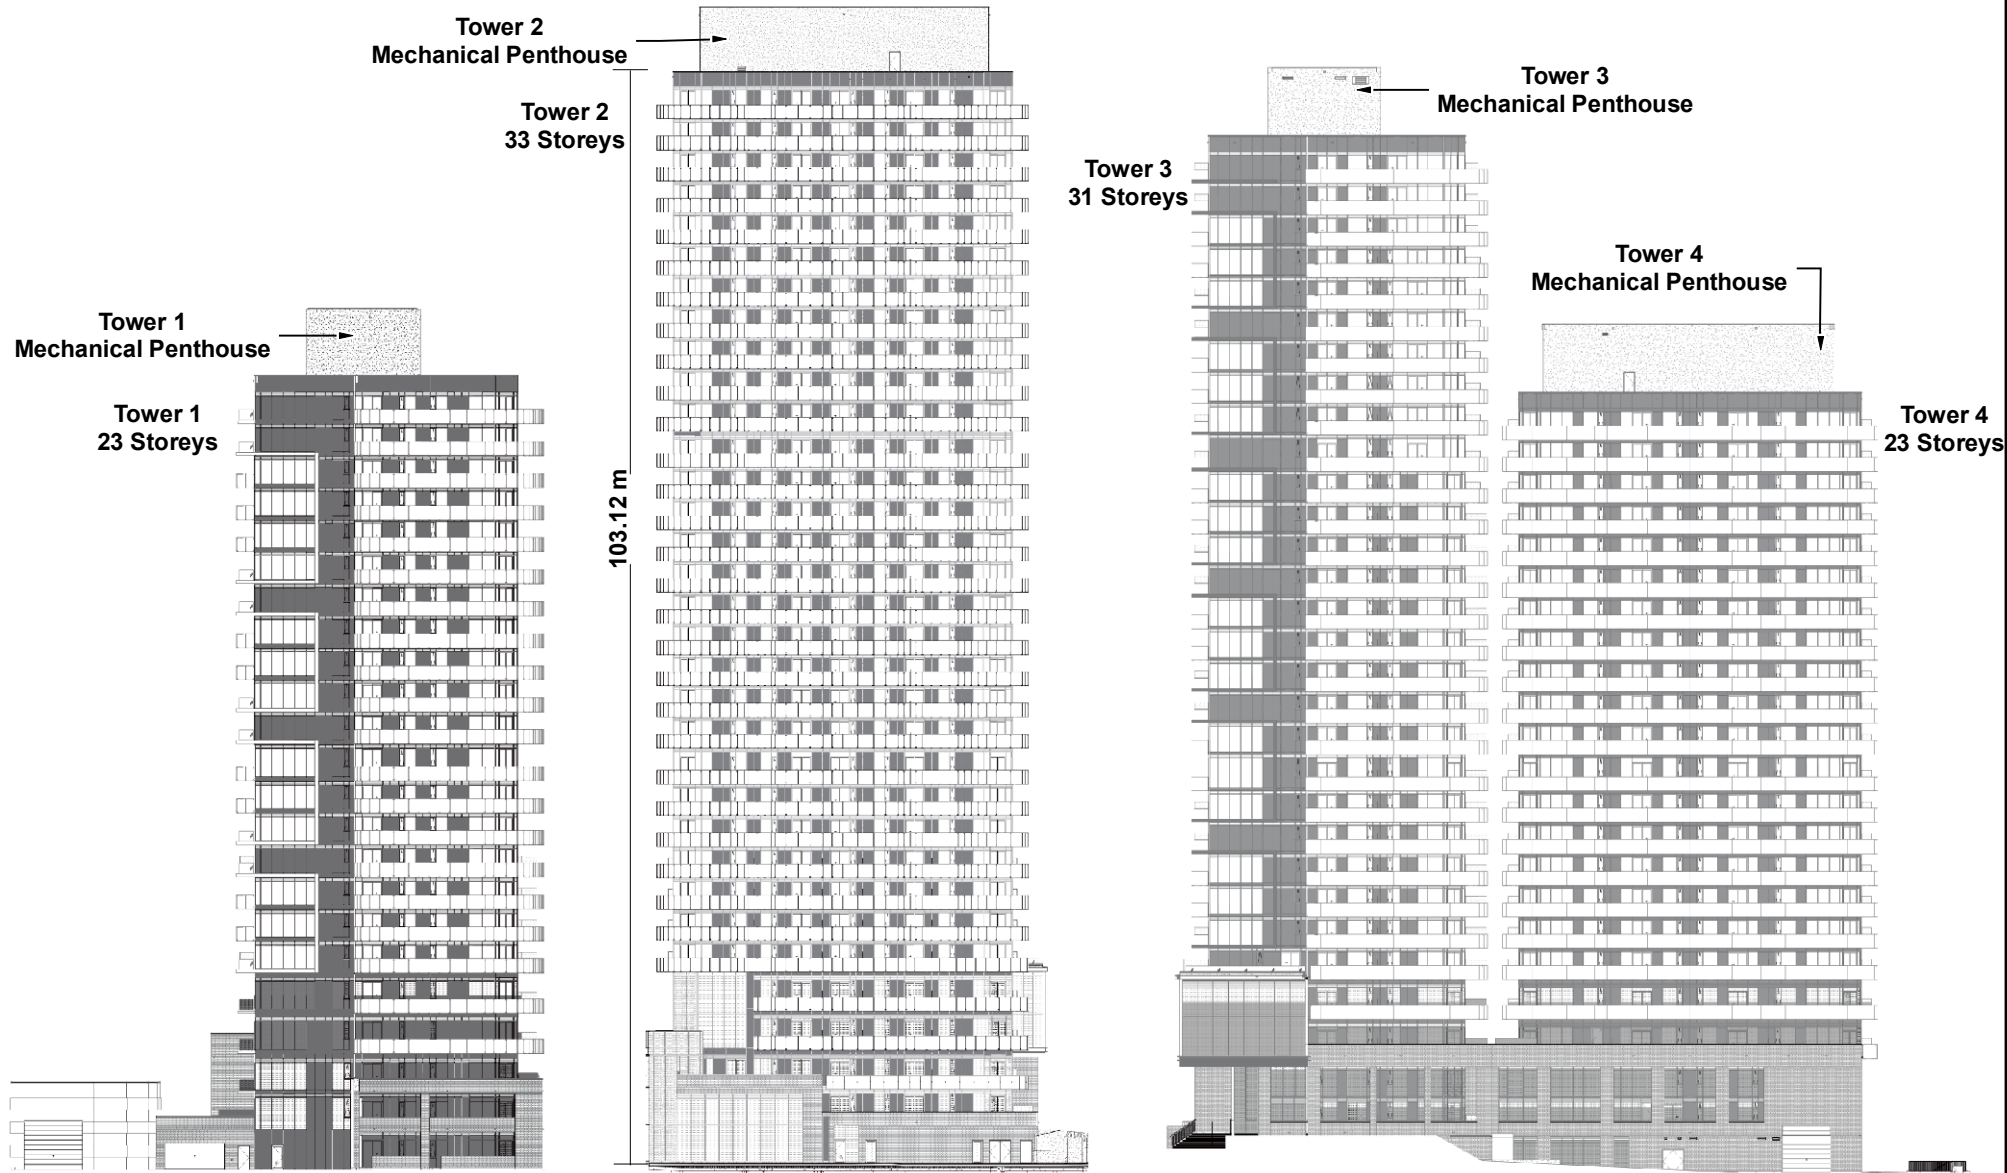 Tower 2
Mechanical Penthouse
Tower 2
33 Storeys
Tower 3
Mechanical Penthouse
Tower 3
31 Storeys
Tower 4
Mechanical Penthouse
Tower 1
Mechanical Penthouse
Tower 1
23 Storeys
Tower 4
23 Storeys
103.12 m